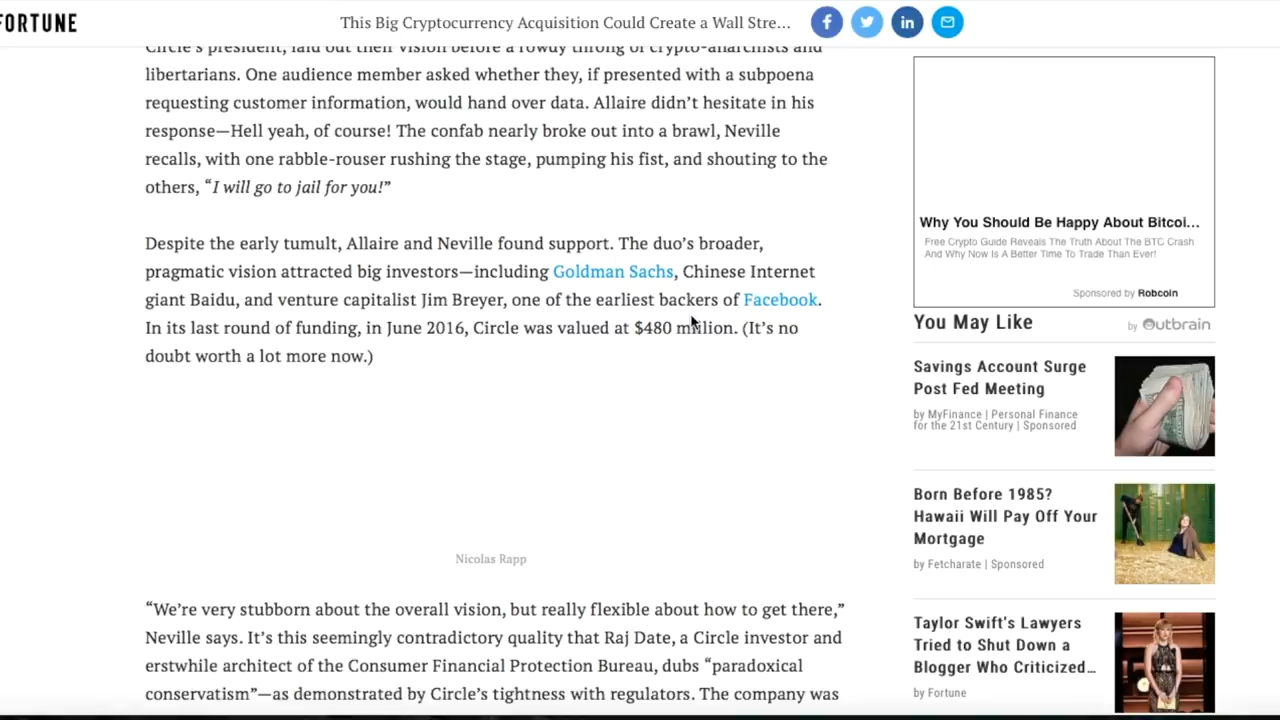 FORTUNE
This Big Cryptocurrency Acquisition Could Create a Wall Stre...
Circle's president, laid out their vision before a rowdy throng of crypto-anarchists and
libertarians. One audience member asked whether they, if presented with a subpoena
requesting customer information, would hand over data. Allaire didn't hesitate in his
response—Hell yeah, of course! The confab nearly broke out into a brawl, Neville
recalls, with one rabble-rouser rushing the stage, pumping his fist, and shouting to the
others, “I will go to jail for you!”
Despite the early tumult, Allaire and Neville found support. The duo's broader,
pragmatic vision attracted big investors—including Goldman Sachs, Chinese Internet
giant Baidu, and venture capitalist Jim Breyer, one of the earliest backers of Facebook.
In its last round of funding, in June 2016, Circle was valued at $480 million. (It's no
doubt worth a lot more now.)
Nicolas Rapp
“We're very stubborn about the overall vision, but really flexible about how to get there,”
Neville says. It's this seemingly contradictory quality that Raj Date, a Circle investor and
erstwhile architect of the Consumer Financial Protection Bureau, dubs “paradoxical
conservatism”—as demonstrated by Circle's tightness with regulators. The company was
Why You Should Be Happy About Bitcoi...
Free Crypto Guide Reveals The Truth About The BTC Crash
And Why Now Is A Better Time To Trade Than Ever!
Sponsored by Robcoin
You May Like
by Outbrain
Savings Account Surge
Post Fed Meeting
by MyFinance | Personal Finance
for the 21st Century | Sponsored
Born Before 1985?
Hawaii Will Pay Off Your
Mortgage
by Fetcharate | Sponsored
Taylor Swift's Lawyers
Tried to Shut Down a
Blogger Who Criticized...
by Fortune